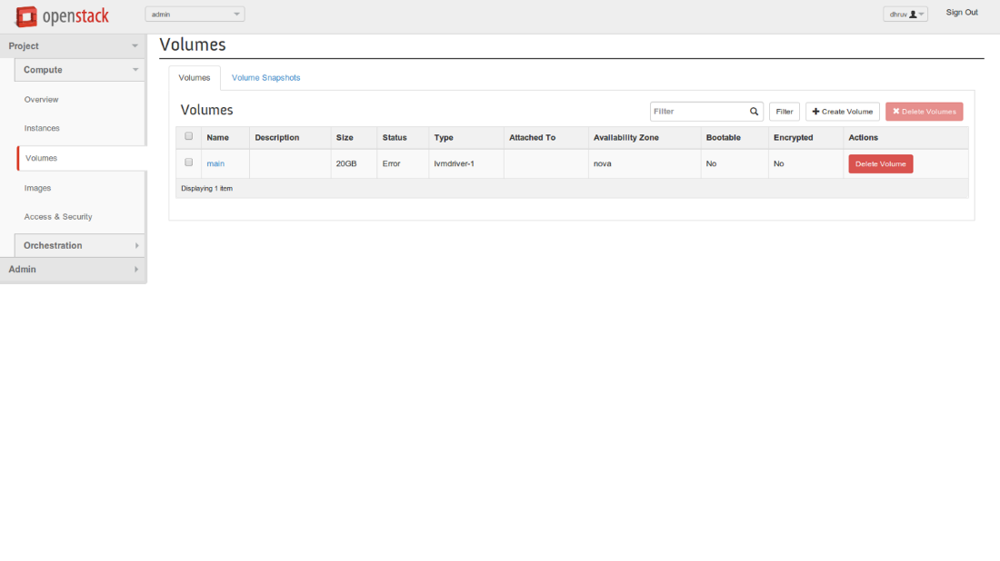 openstack admin dhruv Sign Out
Project
Volumes
Compute
Volumes Volume Snapshots
Overview
Volumes Filter Filter Create Volume Delete Volumes
Instances
Name Description Size Status Type Attached To Availability Zone Bootable Encrypted Actions
Volumes
main 20GB Error lvmdriver-1 nova No No Delete Volume
Images
Displaying 1 item
Access & Security
Orchestration
Admin